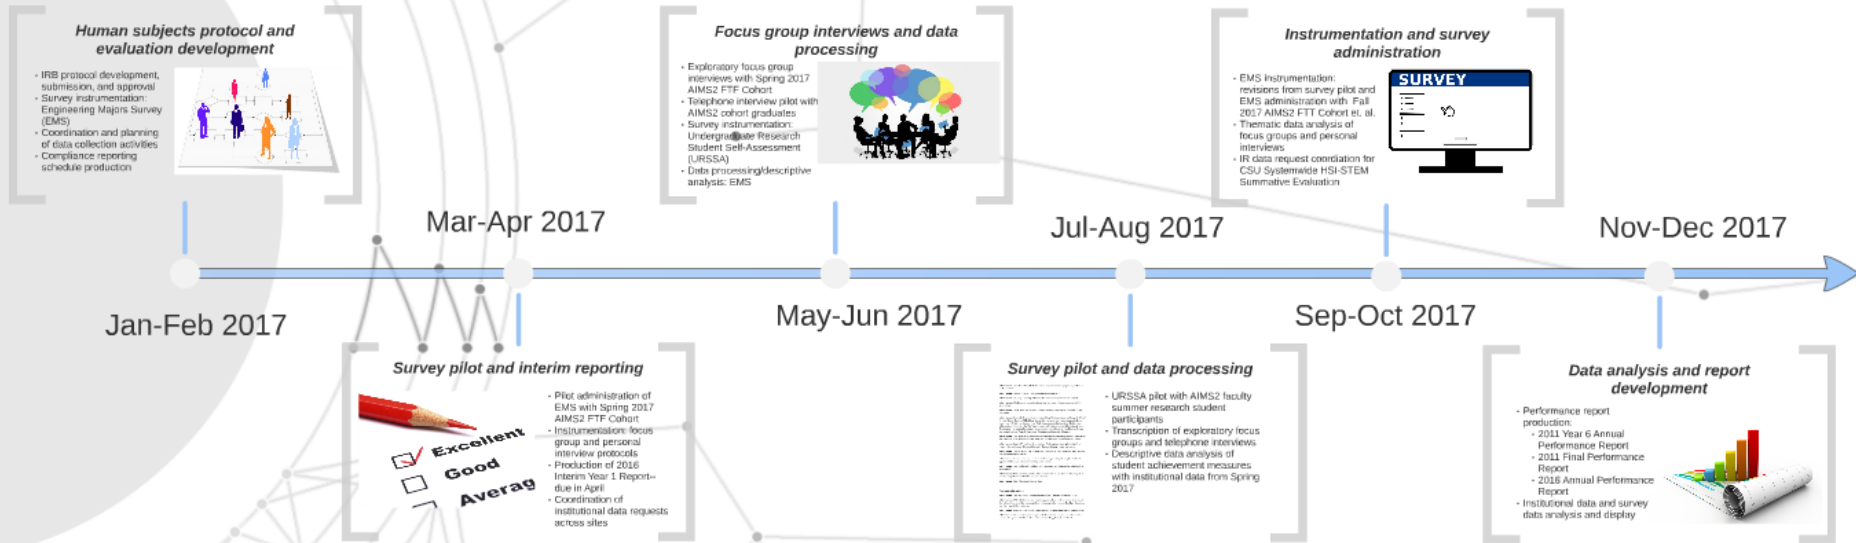 Human subjects protocol and
evaluation development
- IRB protocol development,
submission, and approval
- Survey instrumentation:
Engineering Majors Survey
(EMS)
- Coordination and planning
of data collection activities
- Compliance reporting
schedule production
Jan-Feb 2017
Mar-Apr 2017
Survey pilot and interim reporting
Excellent
Good
Averag
- Pilot administration of
EMS with Spring 2017
AIMS2 FTF Cohort
- Instrumentation: focus
group and personal
interview protocols
- Production of 2016
Interim Year 1 Report--
due in April
- Coordination of
institutional data requests
across sites
Focus group interviews and data
processing
- Exploratory focus group
interviews with Spring 2017
AIMS2 FTF Cohort
- Telephone interview pilot with
AIMS2 cohort graduates
- Survey instrumentation:
Undergraduate Research
Student Self-Assessment
(URSSA)
- Data processing/descriptive
analysis: EMS
May-Jun 2017
Jul-Aug 2017
Survey pilot and data processing
- URSSA pilot with AIMS2 faculty
summer research student
participants
- Transcription of exploratory focus
groups and telephone interviews
- Descriptive data analysis of
student achievement measures
with institutional data from Spring
2017
Instrumentation and survey
administration
- EMS instrumentation:
revisions from survey pilot and
EMS administration with Fall
2017 AIMS2 FTT Cohort et. al.
- Thematic data analysis of
focus groups and personal
interviews
- IR data request coordiation for
CSU Systemwide HSI-STEM
Summative Evaluation
SURVEY
Sep-Oct 2017
Nov-Dec 2017
Data analysis and report
development
- Performance report
production:
- 2011 Year 6 Annual
Performance Report
- 2011 Final Performance
Report
- 2016 Annual Performance
Report
- Institutional data and survey
data analysis and display